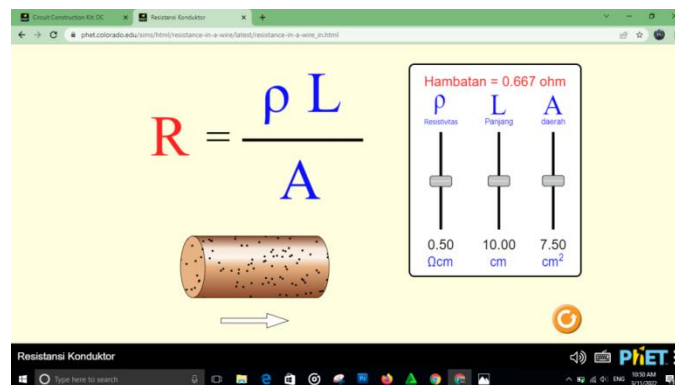 Circuit Construction Kit: DC
Resistansi Konduktor
phet.colorado.edu/sims/html/resistance-in-a-wire/latest/resistance-in-a-wire_in.html
R = ρ L
A
Hambatan = 0.667 ohm
ρ L A
Resistivitas Panjang daerah
0.50 10.00 7.50
Ωcm cm cm²
Resistansi Konduktor
PhET
Type here to search
ENG
10:50 AM
3/11/2022